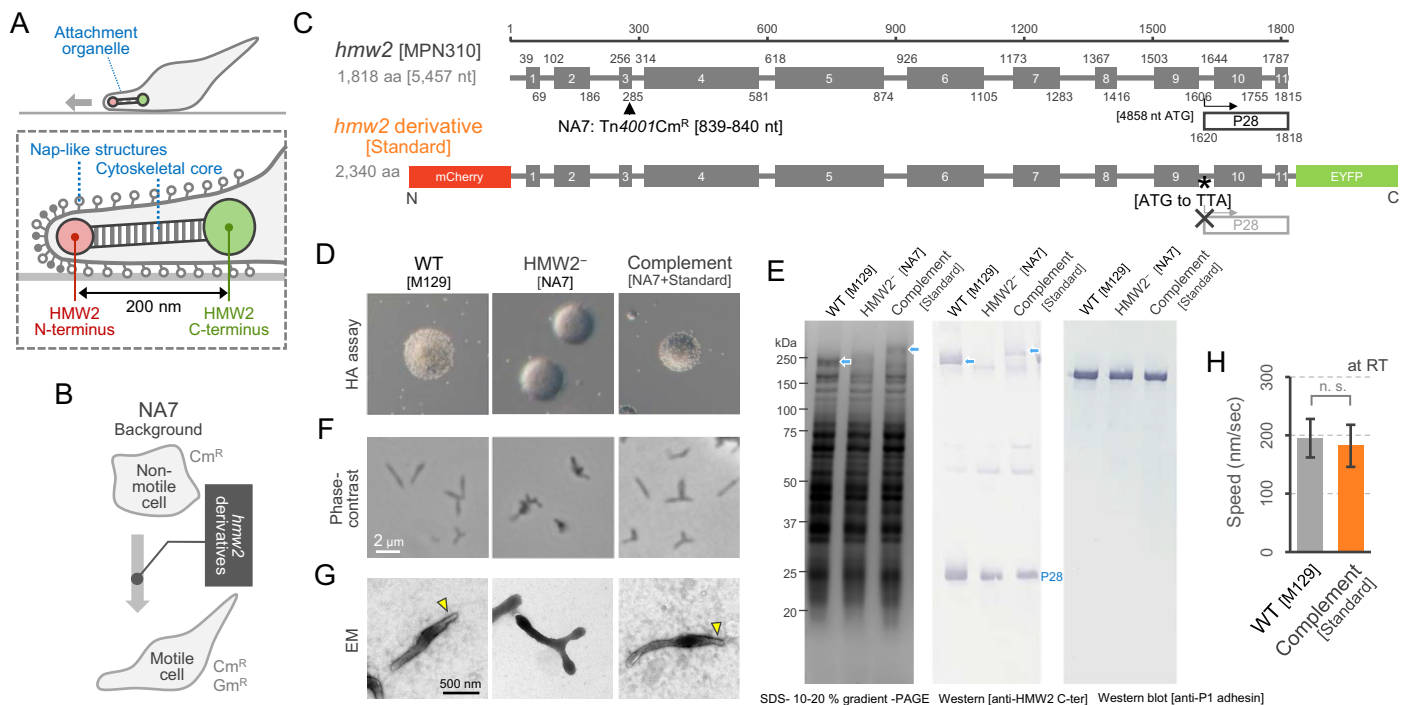 A
Attachment
organelle
Nap-like structures
Cytoskeletal core
200 nm
HMW2
N-terminus
HMW2
C-terminus
B
NA7
Background
Non-
motile
cell
CmR
hmw2
derivatives
Motile
cell
CmR
GmR
C
1 300 600 900 1200 1500 1800
hmw2 [MPN310]
1,818 aa [5,457 nt]
39 102 256 314 618 926 1173 1367 1503 1644 1787
1 2 3 4 5 6 7 8 9 10 11
69 186 285 581 874 1105 1283 1416 1606 1755 1815
NA7: Tn4001CmR [839-840 nt]
[4858 nt ATG]
P28
1620 1818
hmw2 derivative
[Standard]
2,340 aa
mCherry 1 2 3 4 5 6 7 8 9 10 11 EYFP
N C
*
[ATG to TTA]
P28
D
WT
[M129]
HMW2− [NA7]
Complement
[NA7+Standard]
HA assay
F
Phase-
contrast
2 µm
G
EM
500 nm
E
WT [M129]
HMW2− [NA7]
Complement
[Standard]
WT [M129]
HMW2− [NA7]
Complement
[Standard]
WT [M129]
HMW2− [NA7]
Complement
[Standard]
kDa
250
150
100
75
50
37
25
20
P28
SDS- 10-20 % gradient -PAGE
Western [anti-HMW2 C-ter]
Western blot [anti-P1 adhesin]
H
at RT
n. s.
Speed (nm/sec)
300
200
100
0
WT [M129]
Complement
[Standard]